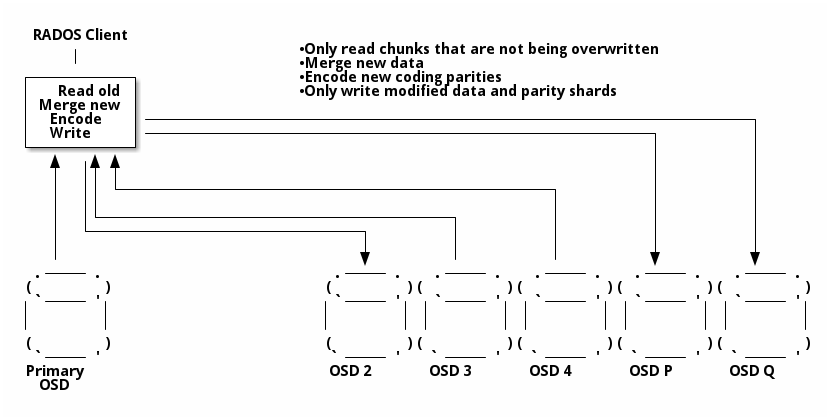 RADOS Client
•Only read chunks that are not being overwritten
•Merge new data
•Encode new coding parities
•Only write modified data and parity shards
Read old
Merge new
Encode
Write
Primary
OSD
OSD 2
OSD 3
OSD 4
OSD P
OSD Q